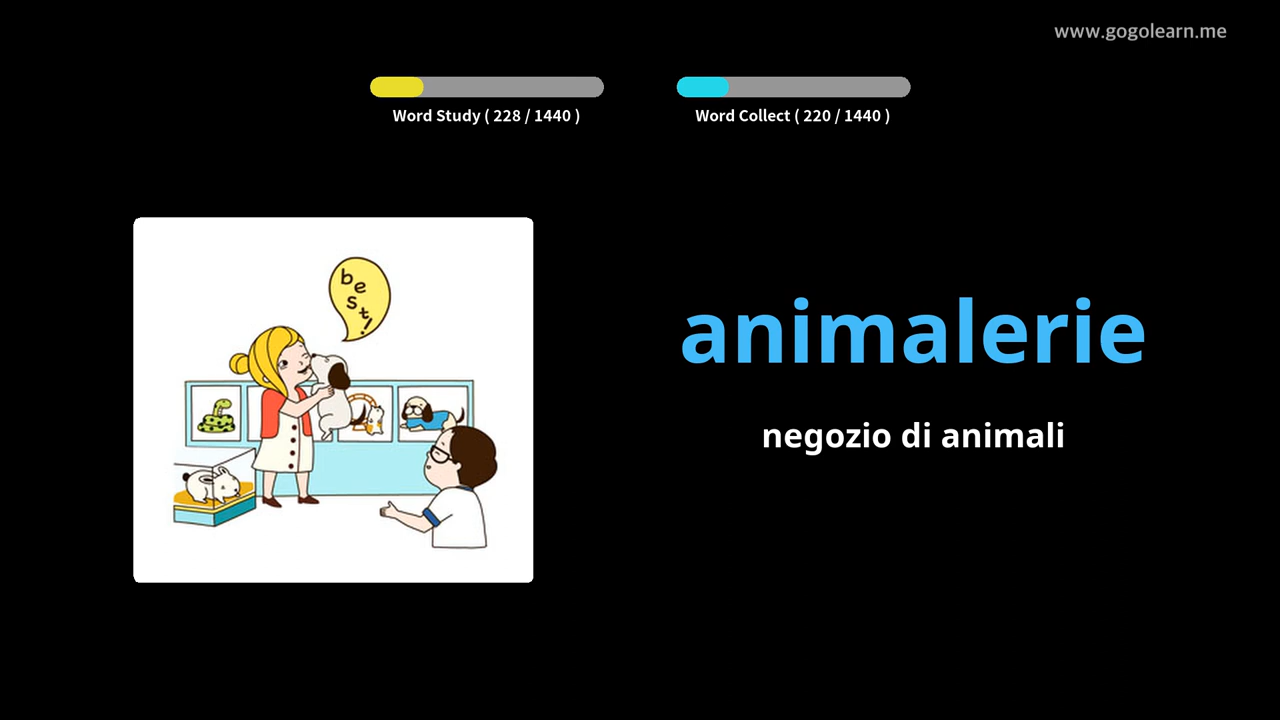 www.gogolearn.me
Word Study ( 228 / 1440 )
Word Collect ( 220 / 1440 )
best!
animalerie
negozio di animali